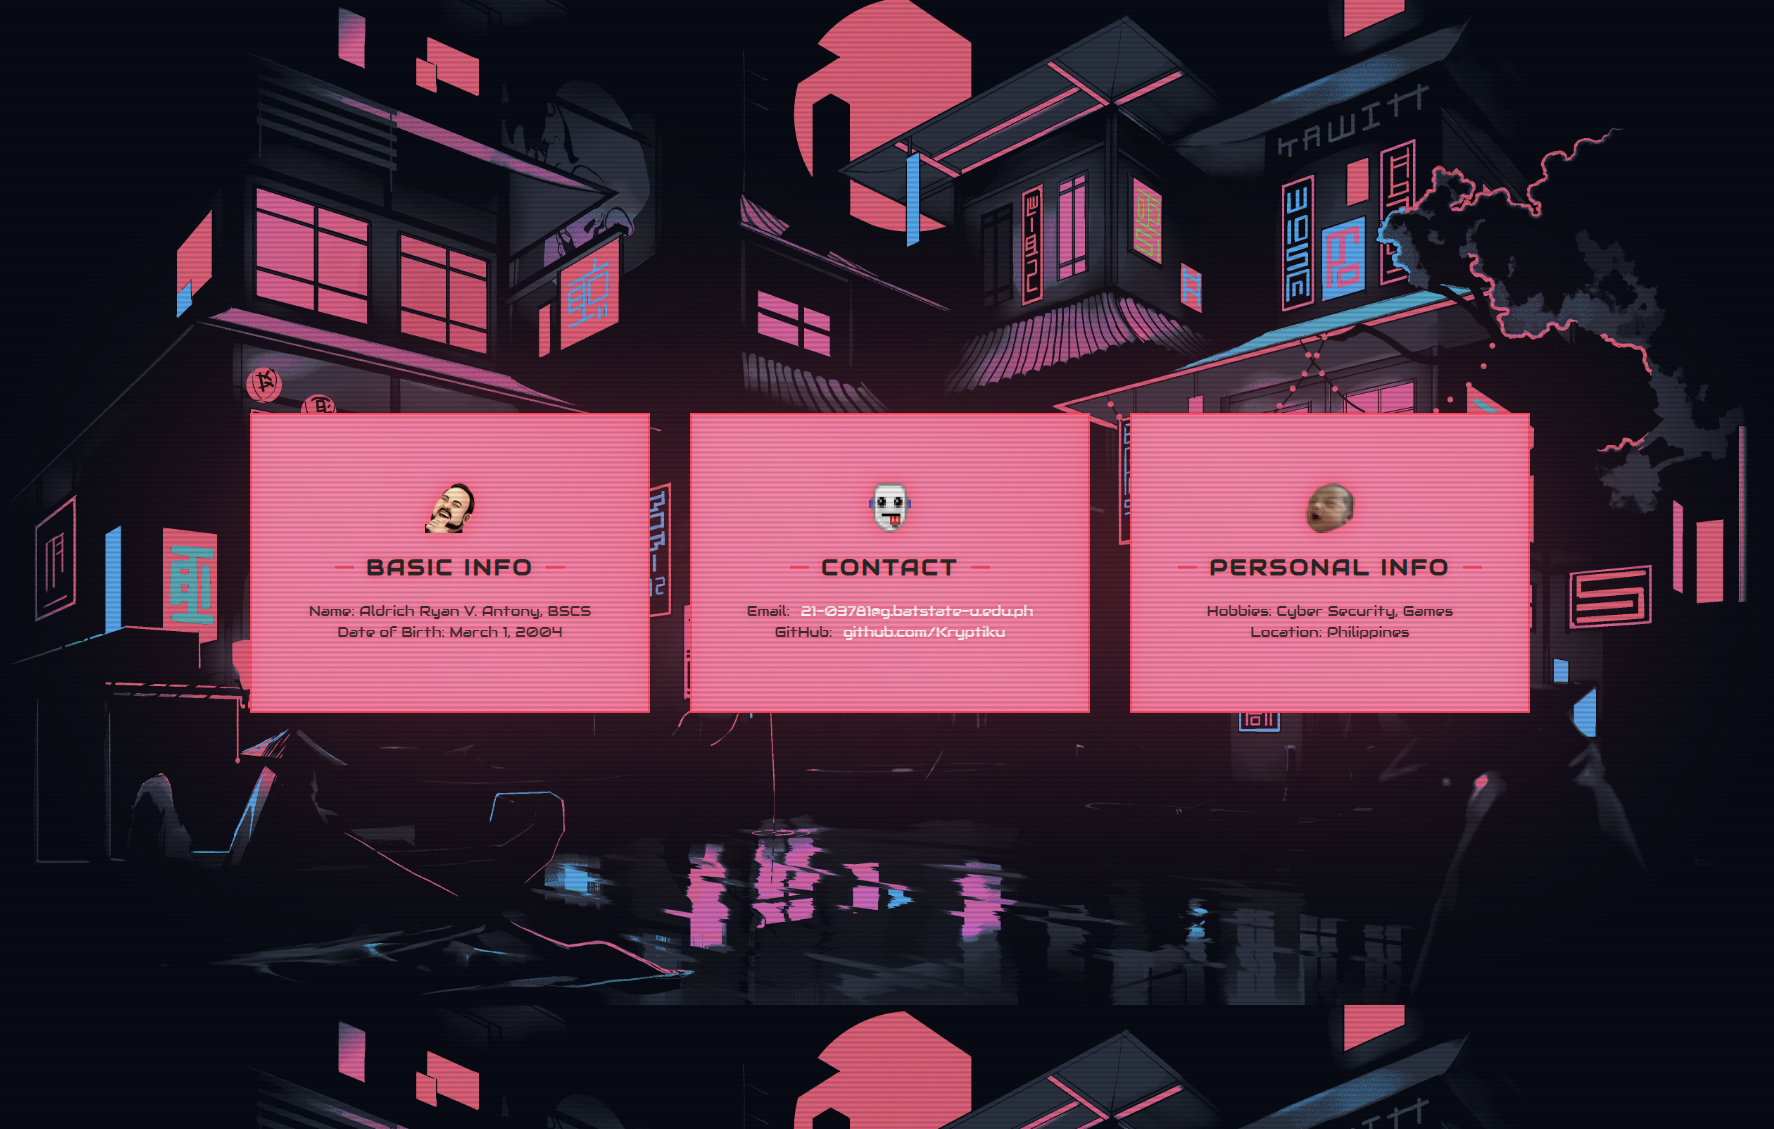 KAWITT
BASIC INFO
Name: Aldrich Ryan V. Antony, BSCS
Date of Birth: March 1, 2004
CONTACT
Email: 21-03781@g.batstate-u.edu.ph
GitHub: github.com/Kryptiku
PERSONAL INFO
Hobbies: Cyber Security, Games
Location: Philippines